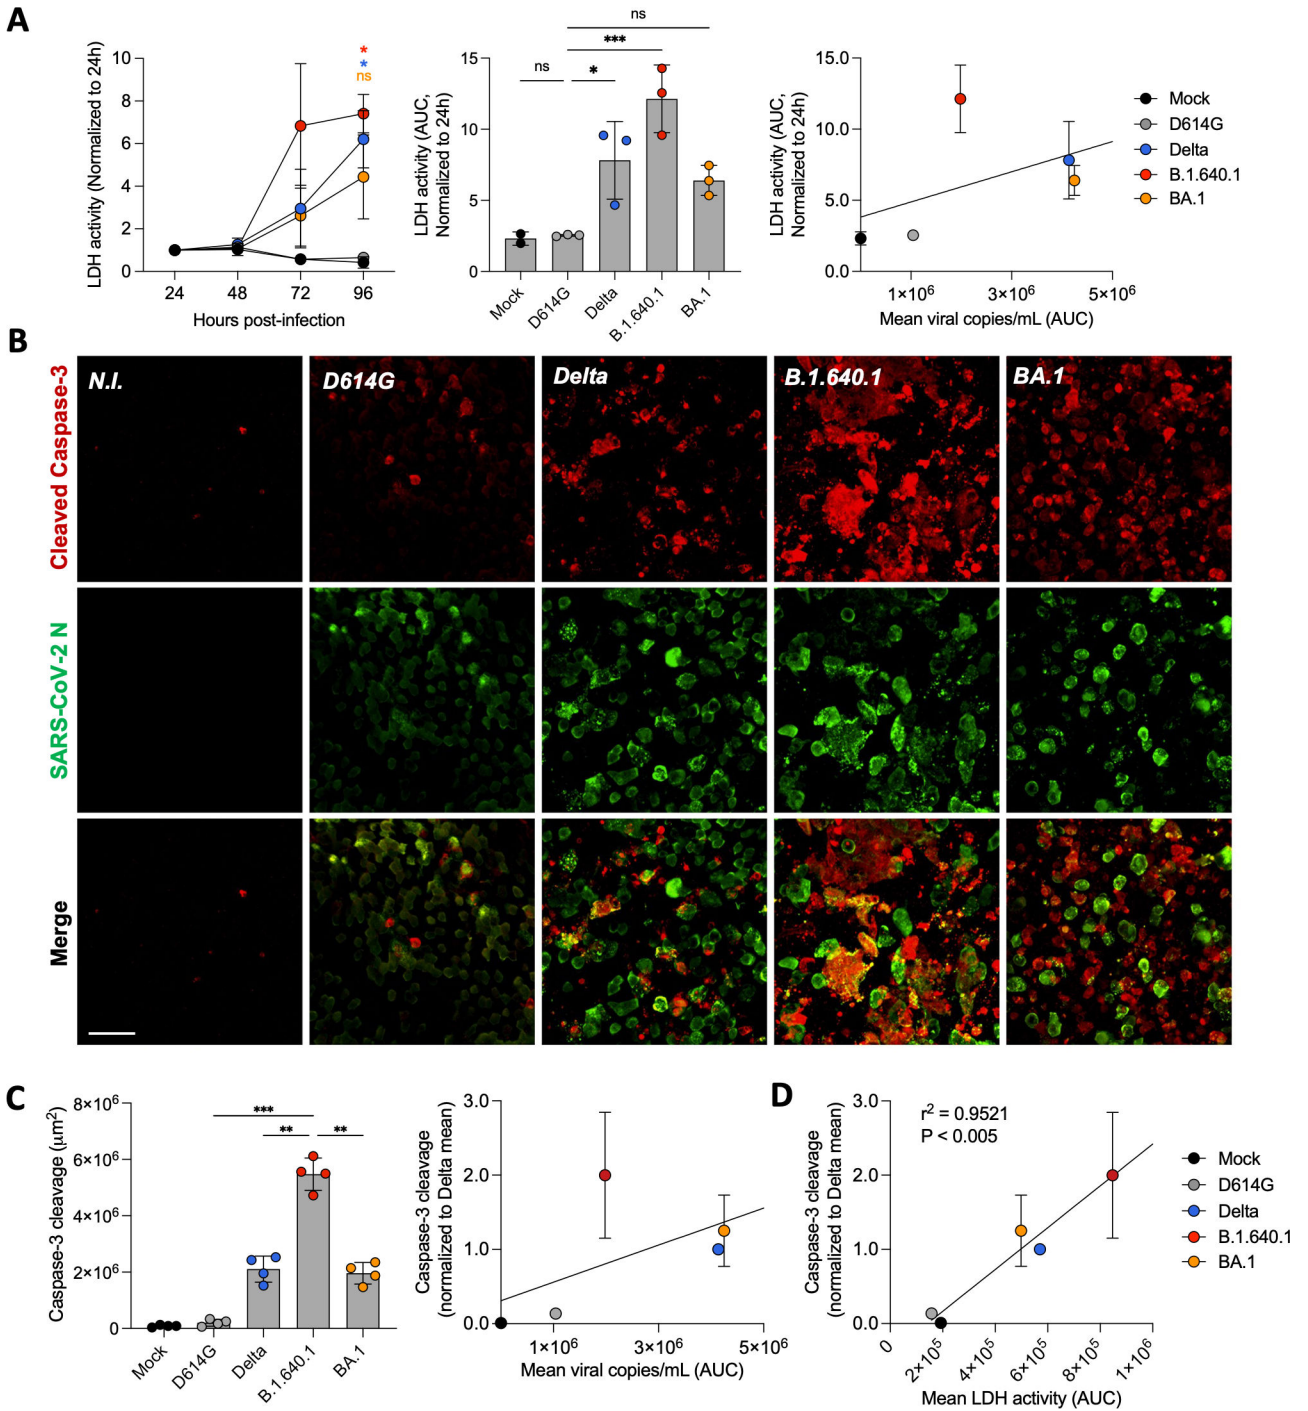 A
LDH activity (Normalized to 24h)
10
8
6
4
2
0
*
*
ns
24 48 72 96
Hours post-infection
LDH activity (AUC,
Normalized to 24h)
15
10
5
0
ns
***
ns
*
Mock
D614G
Delta
B.1.640.1
BA.1
LDH activity (AUC,
Normalized to 24h)
15.0
10.0
5.0
0.0
1×10⁶ 3×10⁶ 5×10⁶
Mean viral copies/mL (AUC)
Mock
D614G
Delta
B.1.640.1
BA.1
B
N.I.
D614G
Delta
B.1.640.1
BA.1
Cleaved Caspase-3
SARS-CoV-2 N
Merge
C
Caspase-3 cleavage (μm²)
8×10⁶
6×10⁶
4×10⁶
2×10⁶
0
***
** **
Mock
D614G
Delta
B.1.640.1
BA.1
Caspase-3 cleavage
(normalized to Delta mean)
3.0
2.0
1.0
0.0
1×10⁶ 3×10⁶ 5×10⁶
Mean viral copies/mL (AUC)
D
Caspase-3 cleavage
(normalized to Delta mean)
3.0
2.0
1.0
0.0
r² = 0.9521
P < 0.005
0
2×10⁵
4×10⁵
6×10⁵
8×10⁵
1×10⁶
Mean LDH activity (AUC)
Mock
D614G
Delta
B.1.640.1
BA.1